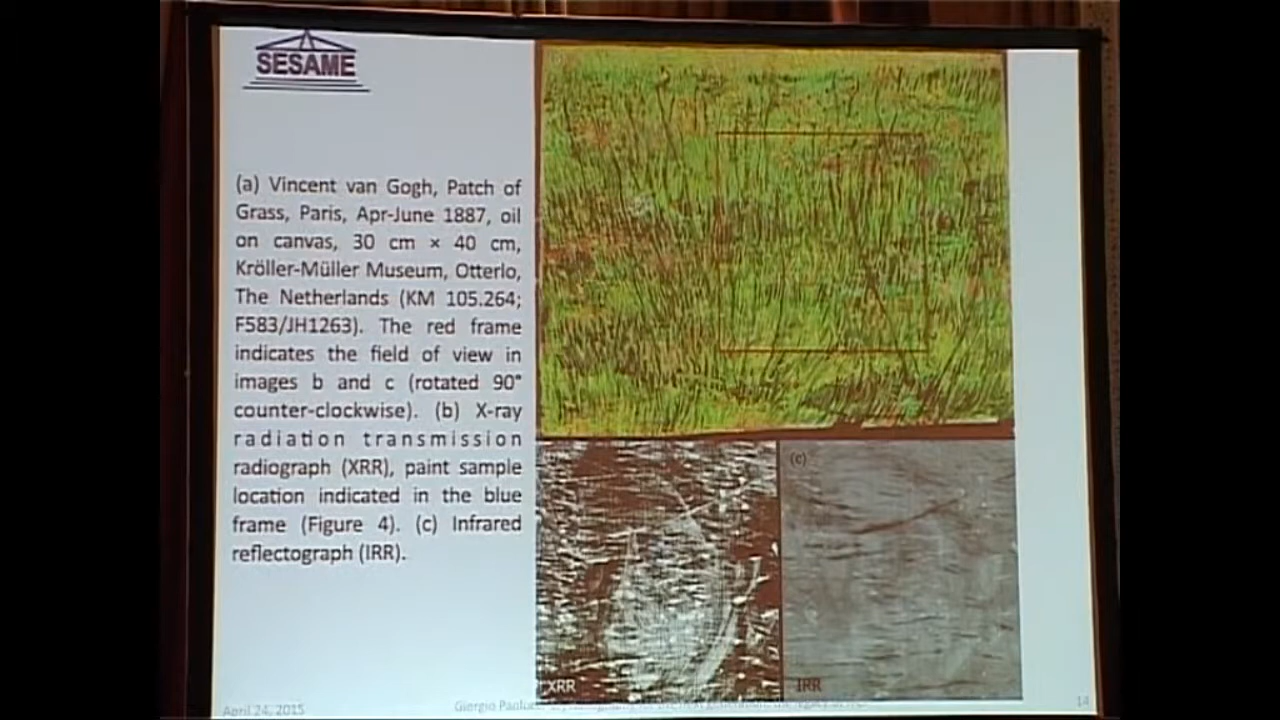 SESAME
(a) Vincent van Gogh, Patch of
Grass, Paris, Apr-June 1887, oil
on canvas, 30 cm × 40 cm,
Kröller-Müller Museum, Otterlo,
The Netherlands (KM 105.264;
F583/JH1263). The red frame
indicates the field of view in
images b and c (rotated 90°
counter-clockwise). (b) X-ray
radiation transmission
radiograph (XRR), paint sample
location indicated in the blue
frame (Figure 4). (c) Infrared
reflectograph (IRR).
(c)
XRR
IRR
April 24, 2015
Giorgio
14